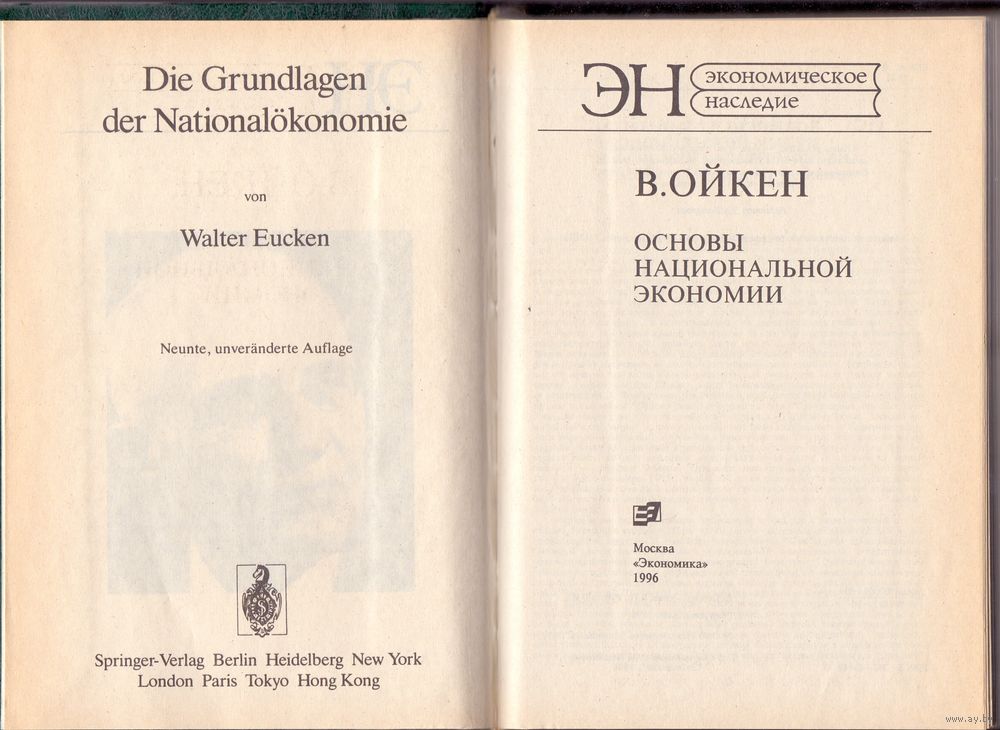 Die Grundlagen
der Nationalökonomie
von
Walter Eucken
Neunte, unveränderte Auflage
Springer-Verlag Berlin Heidelberg New York
London Paris Tokyo Hong Kong
ЭН экономическое
наследие
В.ОЙКЕН
ОСНОВЫ
НАЦИОНАЛЬНОЙ
ЭКОНОМИИ
Москва
«Экономика»
1996
www.ay.by